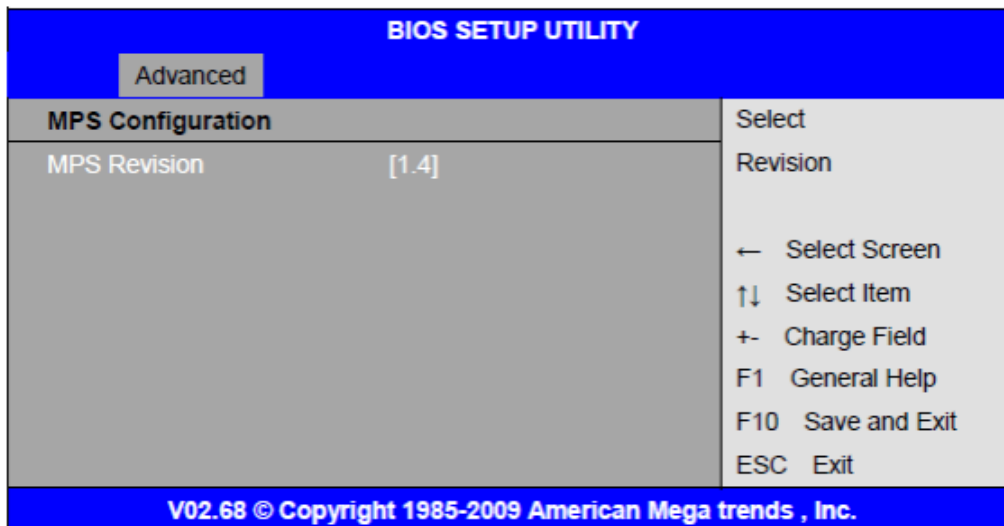 BIOS SETUP UTILITY
Advanced
MPS Configuration
MPS Revision [1.4]
Select
Revision
← Select Screen
↑↓ Select Item
+- Charge Field
F1 General Help
F10 Save and Exit
ESC Exit
V02.68 © Copyright 1985-2009 American Mega trends , Inc.